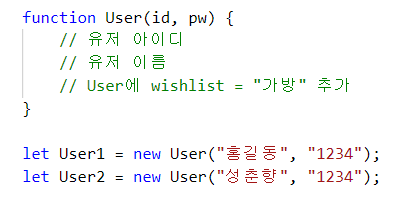 function User(id, pw) {
// 유저 아이디
// 유저 이름
// User에 wishlist = "가방" 추가
}
let User1 = new User("홍길동", "1234");
let User2 = new User("성춘향", "1234");